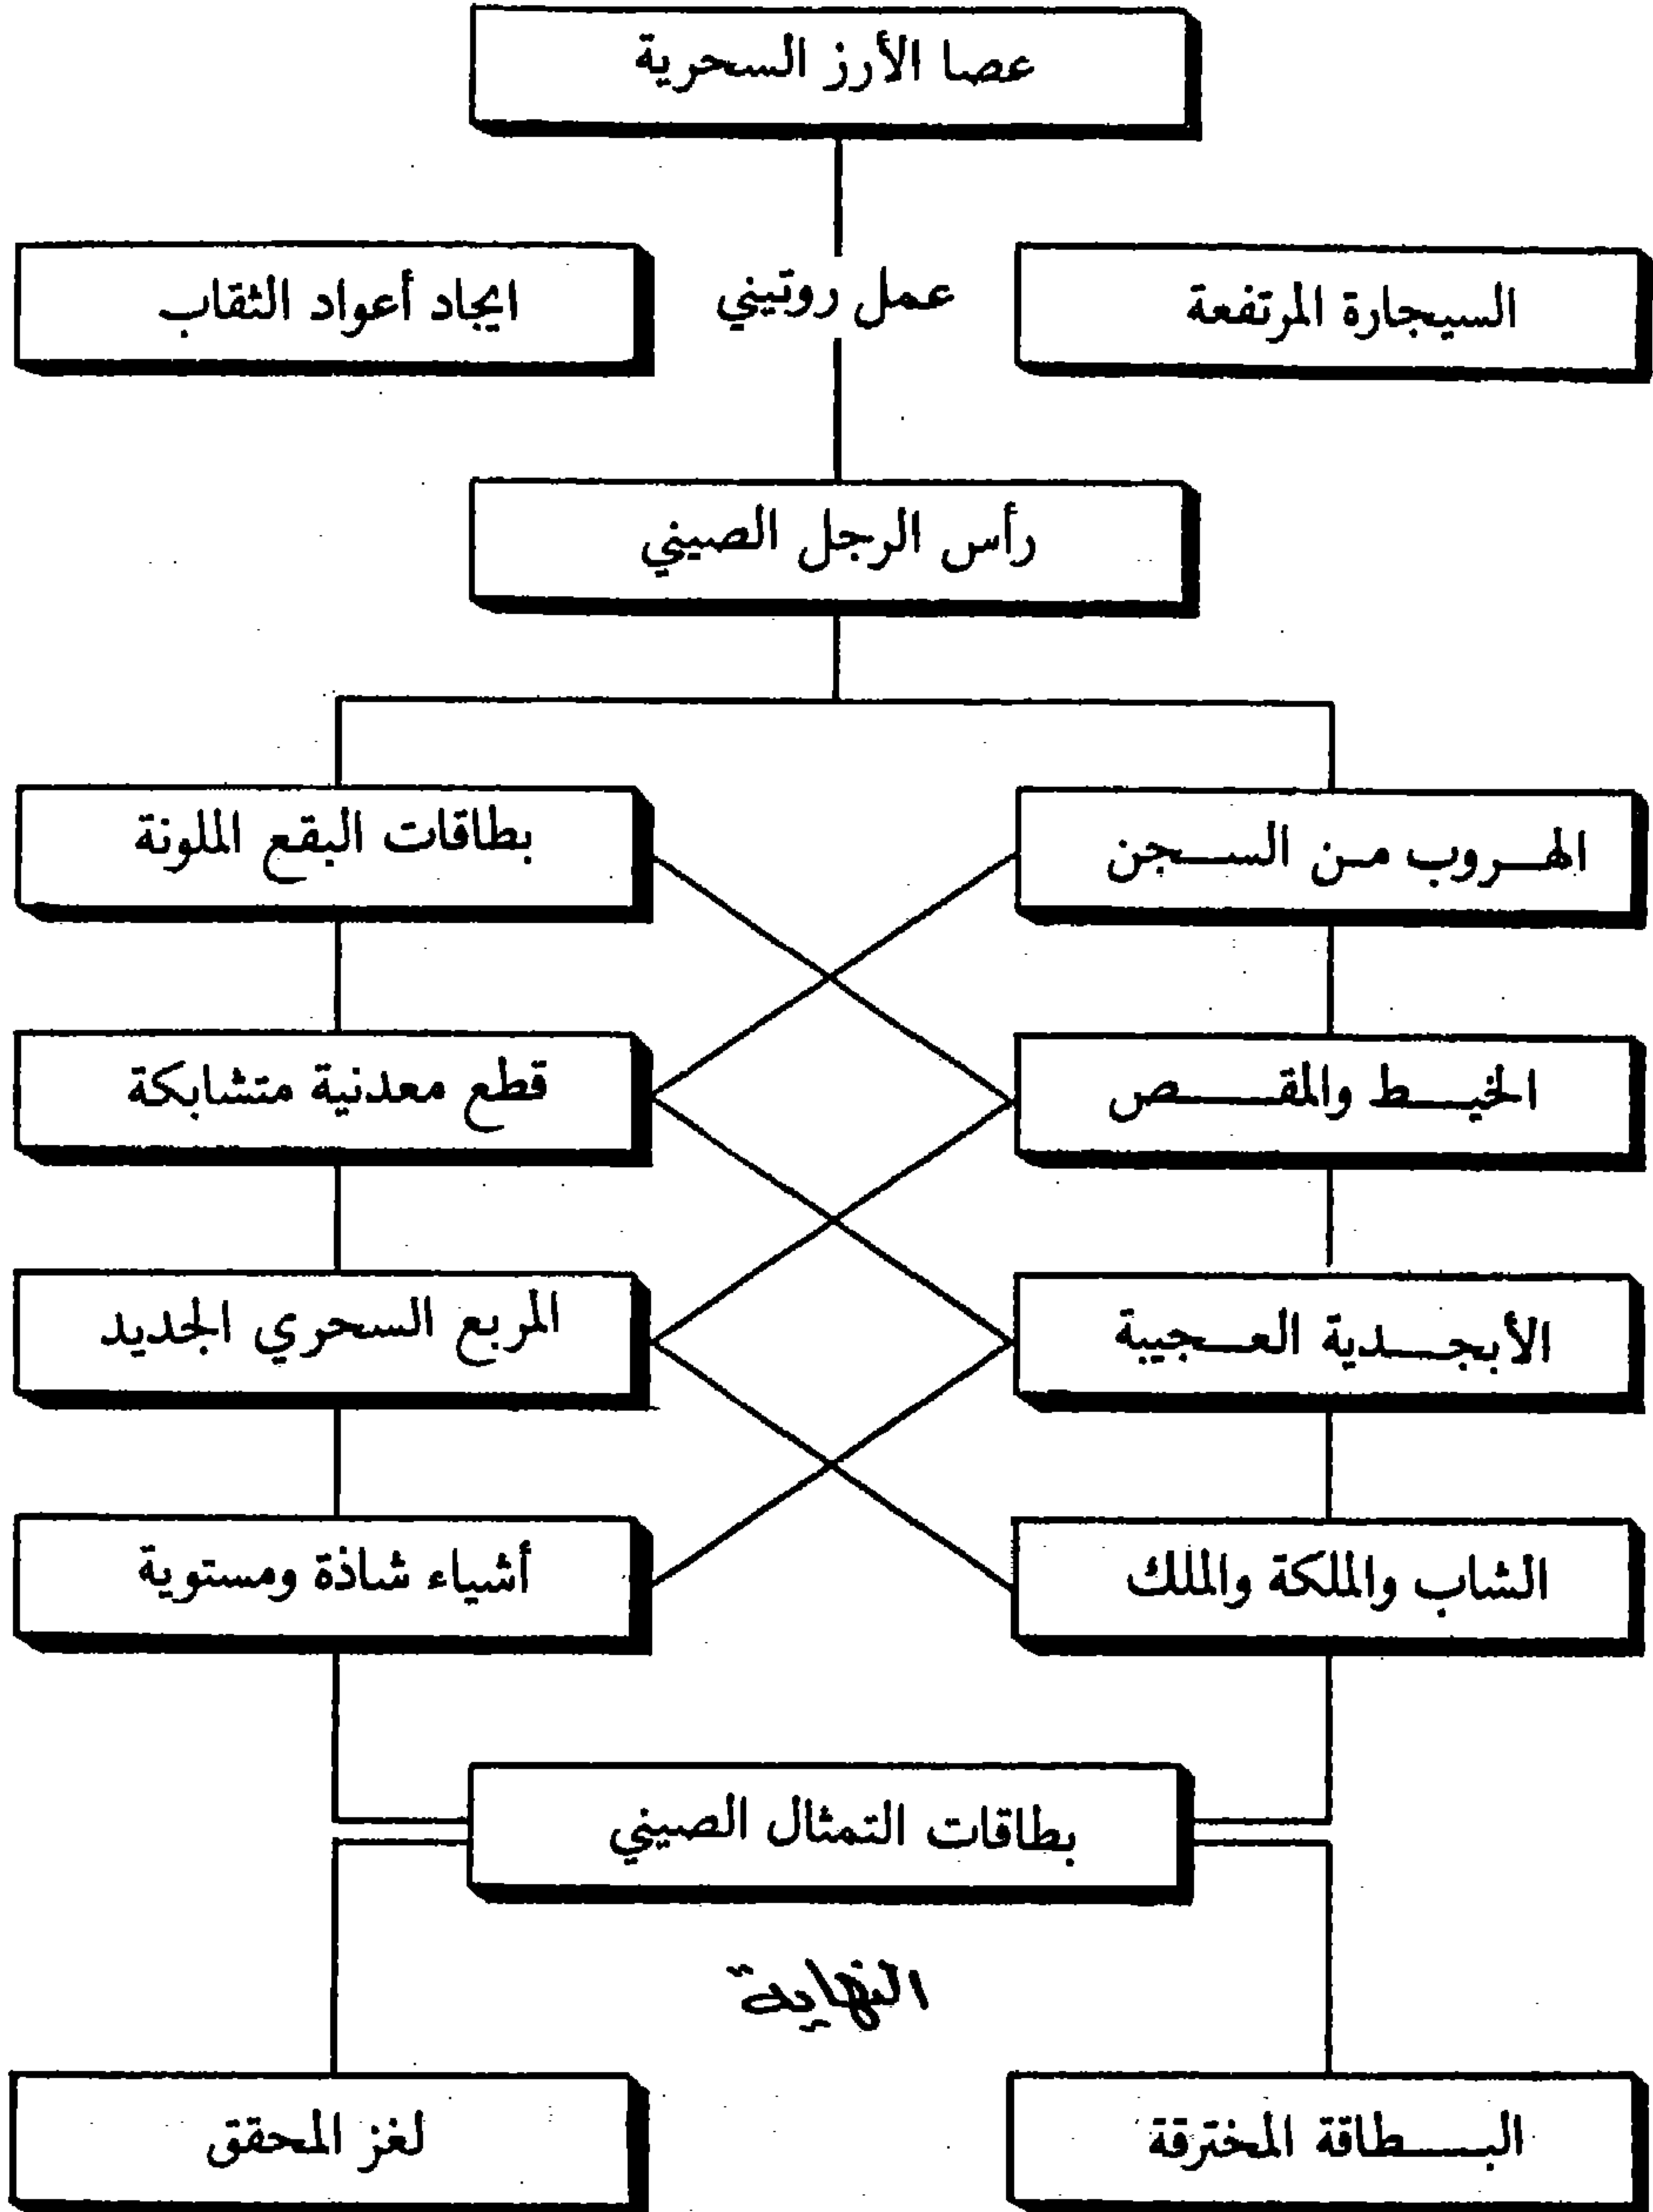 عصا الأرز السحرية
السيجارة المرتفعة
عمل روتيني
ايجاد أعواد الثقاب
رأس الرجل الصيني
الهروب من السجن
بطاقات البقع الملونة
الخيط والمقص
قطع معدنية متشابكة
الأبجدية العجيبة
المربع السحري الجديد
الشاب والملكة والملك
أشياء شاذة ومستوية
بطاقات التمثال الصيني
النهاية
البطاقة المخترقة
لغز المحقق